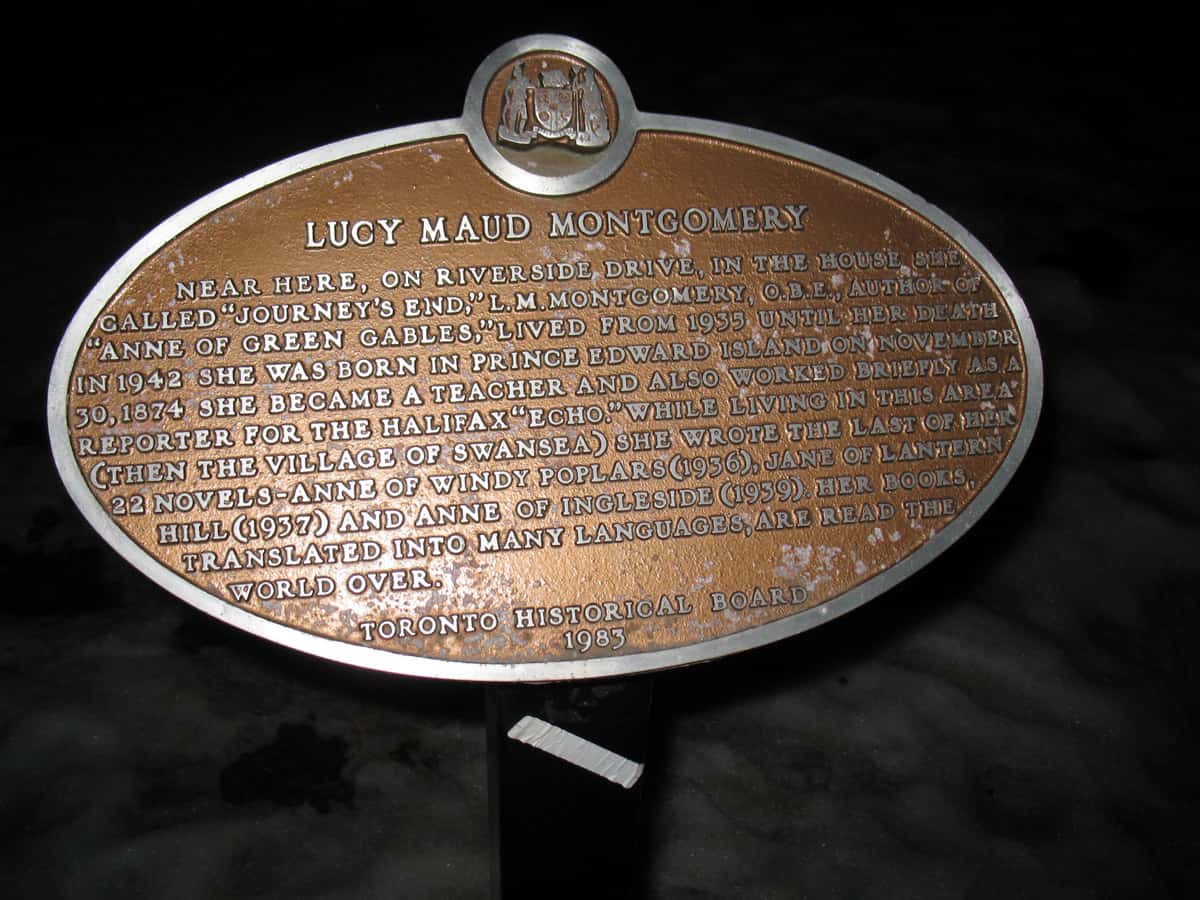 LUCY MAUD MONTGOMERY
NEAR HERE, ON RIVERSIDE DRIVE, IN THE HOUSE SHE
CALLED "JOURNEY'S END," L.M. MONTGOMERY, O.B.E., AUTHOR OF
"ANNE OF GREEN GABLES," LIVED FROM 1935 UNTIL HER DEATH
IN 1942 SHE WAS BORN IN PRINCE EDWARD ISLAND ON NOVEMBER
30, 1874 SHE BECAME A TEACHER AND ALSO WORKED BRIEFLY AS A
REPORTER FOR THE HALIFAX "ECHO." WHILE LIVING IN THIS AREA
(THEN THE VILLAGE OF SWANSEA) SHE WROTE THE LAST OF HER
22 NOVELS-ANNE OF WINDY POPLARS (1936), JANE OF LANTERN
HILL (1937) AND ANNE OF INGLESIDE (1939). HER BOOKS,
TRANSLATED INTO MANY LANGUAGES, ARE READ THE
WORLD OVER.
TORONTO HISTORICAL BOARD
1983